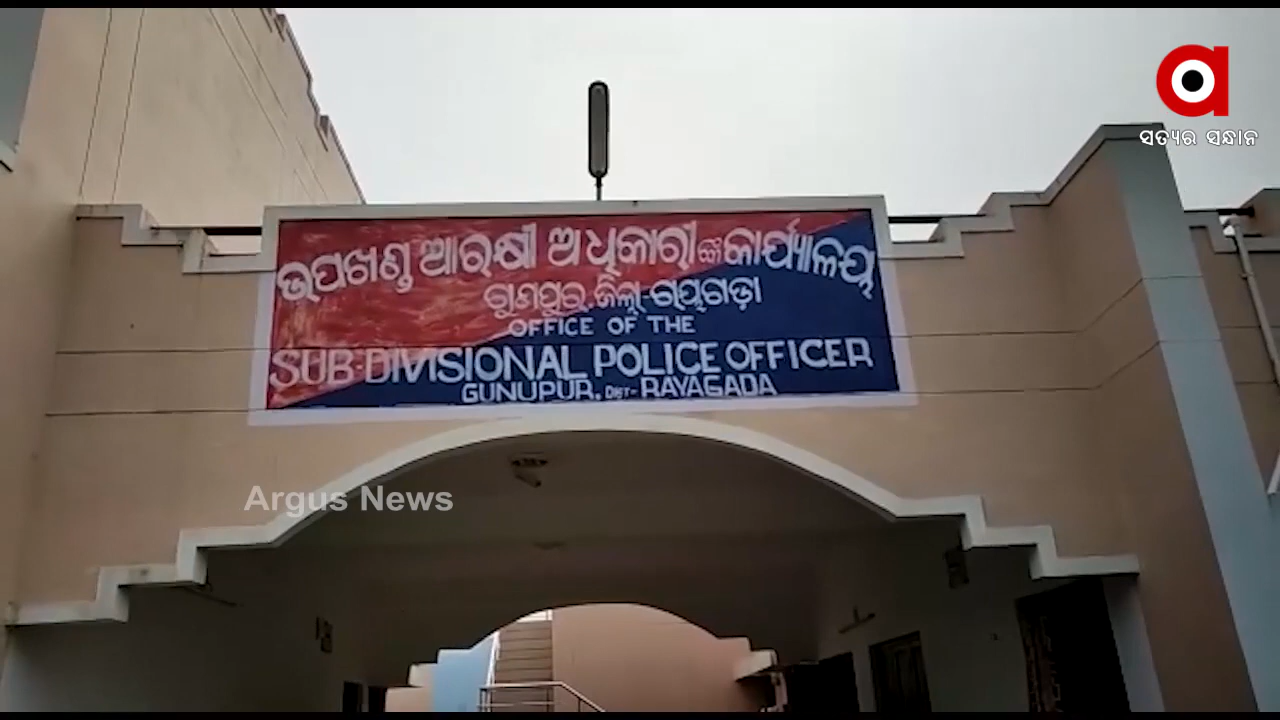 ସତ୍ୟର ସନ୍ଧାନ
ଉପଖଣ୍ଡ ଆରକ୍ଷୀ ଅଧିକାରୀଙ୍କ କାର୍ଯ୍ୟାଳୟ
ଗୁଣପୁର, ଜିଲ୍ଲା-ରାୟଗଡ଼ା
OFFICE OF THE
SUB-DIVISIONAL POLICE OFFICER
GUNUPUR, DIST- RAYAGADA
Argus News